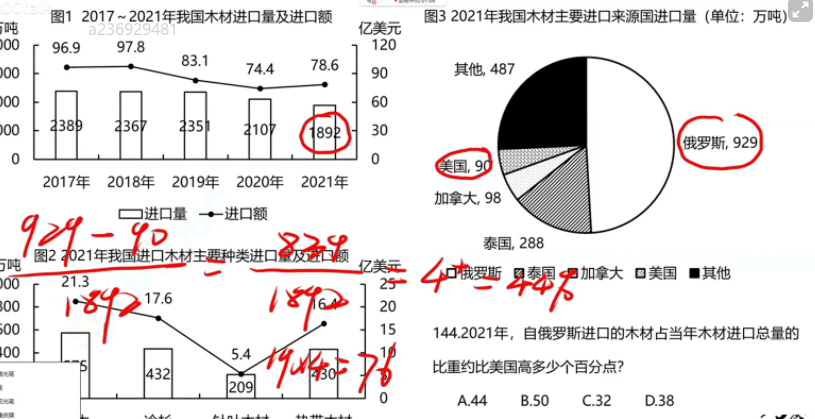 图1 2017～2021年我国木材进口量及进口额
a236929481
万吨
亿美元
96.9 97.8 83.1 74.4 78.6
120
90
60
30
0
2389 2367 2351 2107 1892
2017年 2018年 2019年 2020年 2021年
进口量 进口额
图2 2021年我国进口木材主要种类进口量及进口额
万吨
亿美元
21.3 17.6 5.4 16.4
25
20
15
10
5
0
432 209 430
929-90
1892
=
839
1892
= 4+ = 44%
1944=76
图3 2021年我国木材主要进口来源国进口量（单位：万吨）
其他, 487
俄罗斯, 929
美国, 90
加拿大, 98
泰国, 288
俄罗斯 泰国 加拿大 美国 其他
144.2021年，自俄罗斯进口的木材占当年木材进口总量的
比重约比美国高多少个百分点？
A.44 B.50 C.32 D.38